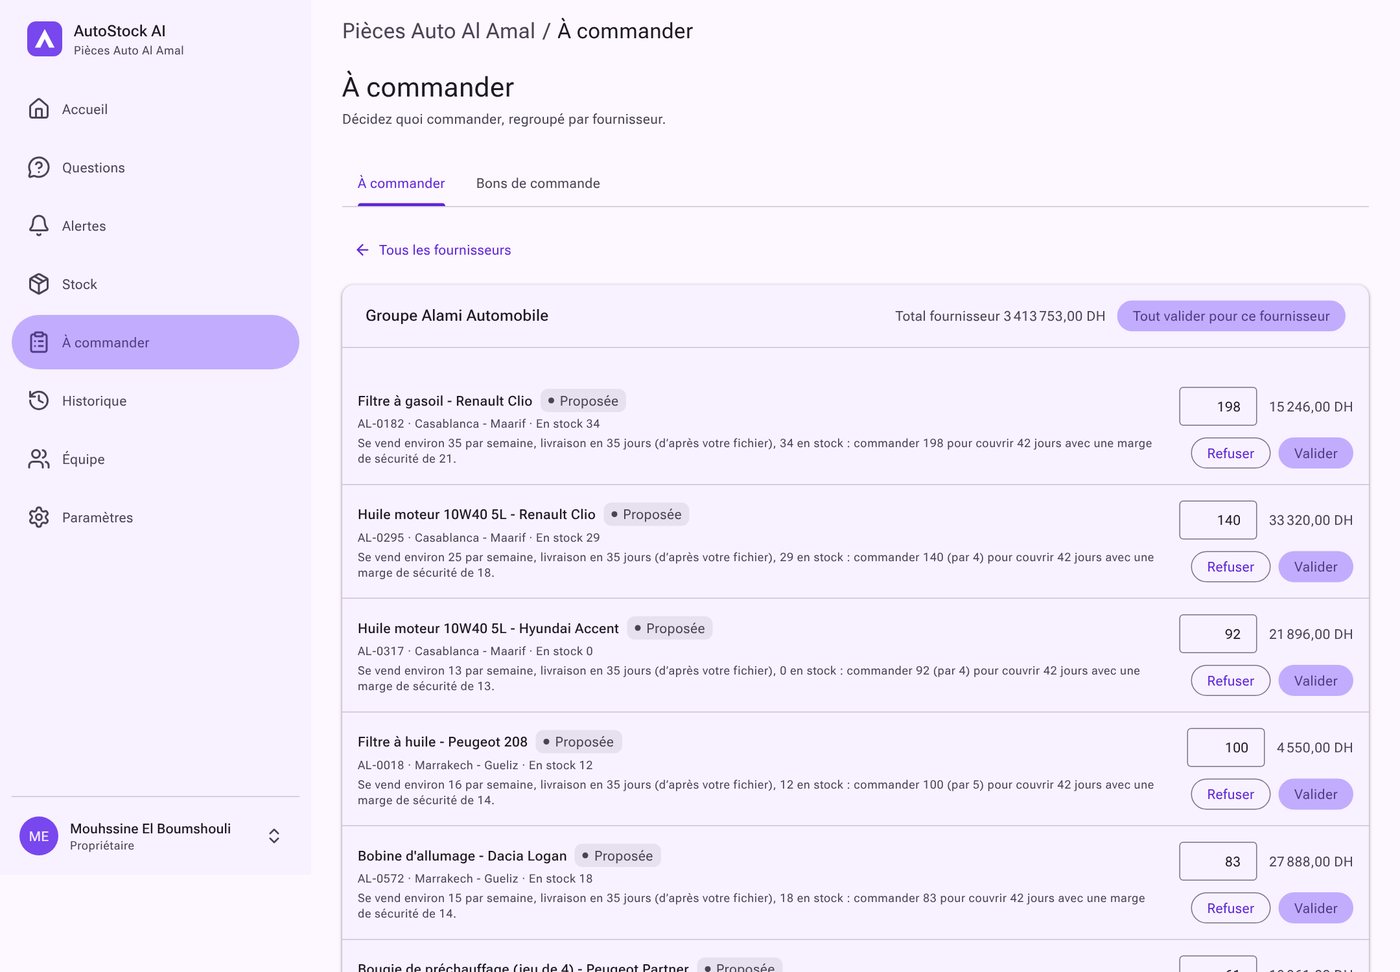 AutoStock AI
Pièces Auto Al Amal
Accueil
Questions
Alertes
Stock
À commander
Historique
Équipe
Paramètres
ME
Mouhssine El Boumshouli
Propriétaire
Pièces Auto Al Amal / À commander
À commander
Décidez quoi commander, regroupé par fournisseur.
À commander Bons de commande
← Tous les fournisseurs
Groupe Alami Automobile Total fournisseur 3 413 753,00 DH Tout valider pour ce fournisseur
Filtre à gasoil - Renault Clio • Proposée 198 15 246,00 DH
AL-0182 · Casablanca - Maarif · En stock 34
Se vend environ 35 par semaine, livraison en 35 jours (d’après votre fichier), 34 en stock : commander 198 pour couvrir 42 jours avec une marge
de sécurité de 21.
Refuser Valider
Huile moteur 10W40 5L - Renault Clio • Proposée 140 33 320,00 DH
AL-0295 · Casablanca - Maarif · En stock 29
Se vend environ 25 par semaine, livraison en 35 jours (d’après votre fichier), 29 en stock : commander 140 (par 4) pour couvrir 42 jours avec une
marge de sécurité de 18.
Refuser Valider
Huile moteur 10W40 5L - Hyundai Accent • Proposée 92 21 896,00 DH
AL-0317 · Casablanca - Maarif · En stock 0
Se vend environ 13 par semaine, livraison en 35 jours (d’après votre fichier), 0 en stock : commander 92 (par 4) pour couvrir 42 jours avec une
marge de sécurité de 13.
Refuser Valider
Filtre à huile - Peugeot 208 • Proposée 100 4 550,00 DH
AL-0018 · Marrakech - Gueliz · En stock 12
Se vend environ 16 par semaine, livraison en 35 jours (d’après votre fichier), 12 en stock : commander 100 (par 5) pour couvrir 42 jours avec une
marge de sécurité de 14.
Refuser Valider
Bobine d'allumage - Dacia Logan • Proposée 83 27 888,00 DH
AL-0572 · Marrakech - Gueliz · En stock 18
Se vend environ 15 par semaine, livraison en 35 jours (d’après votre fichier), 18 en stock : commander 83 pour couvrir 42 jours avec une marge
de sécurité de 14.
Refuser Valider
Bougie de préchauffage (jeu de 4) - Peugeot Partner • Proposée